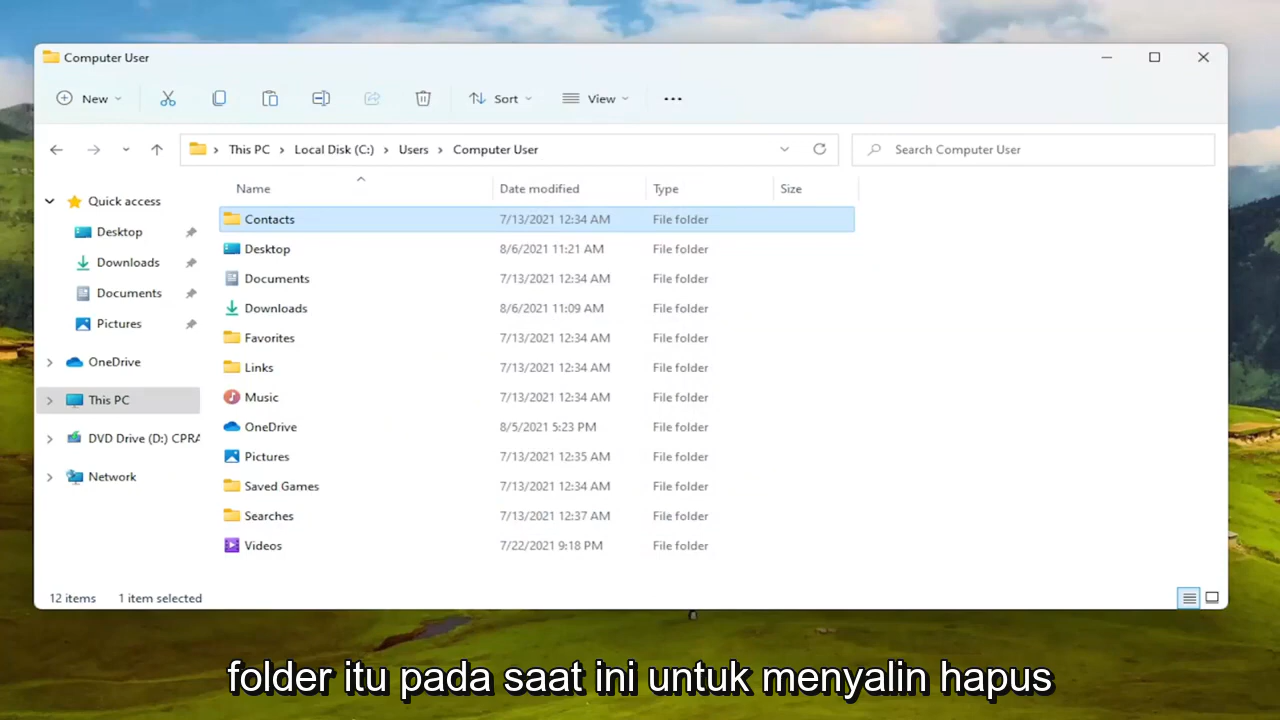 Computer User
New
Sort
View
This PC Local Disk (C:) Users Computer User
Search Computer User
Name Date modified Type Size
Quick access
Desktop
Downloads
Documents
Pictures
OneDrive
This PC
DVD Drive (D:) CPRA
Network
Contacts 7/13/2021 12:34 AM File folder
Desktop 8/6/2021 11:21 AM File folder
Documents 7/13/2021 12:34 AM File folder
Downloads 8/6/2021 11:09 AM File folder
Favorites 7/13/2021 12:34 AM File folder
Links 7/13/2021 12:34 AM File folder
Music 7/13/2021 12:34 AM File folder
OneDrive 8/5/2021 5:23 PM File folder
Pictures 7/13/2021 12:35 AM File folder
Saved Games 7/13/2021 12:34 AM File folder
Searches 7/13/2021 12:37 AM File folder
Videos 7/22/2021 9:18 PM File folder
12 items 1 item selected
folder itu pada saat ini untuk menyalin hapus